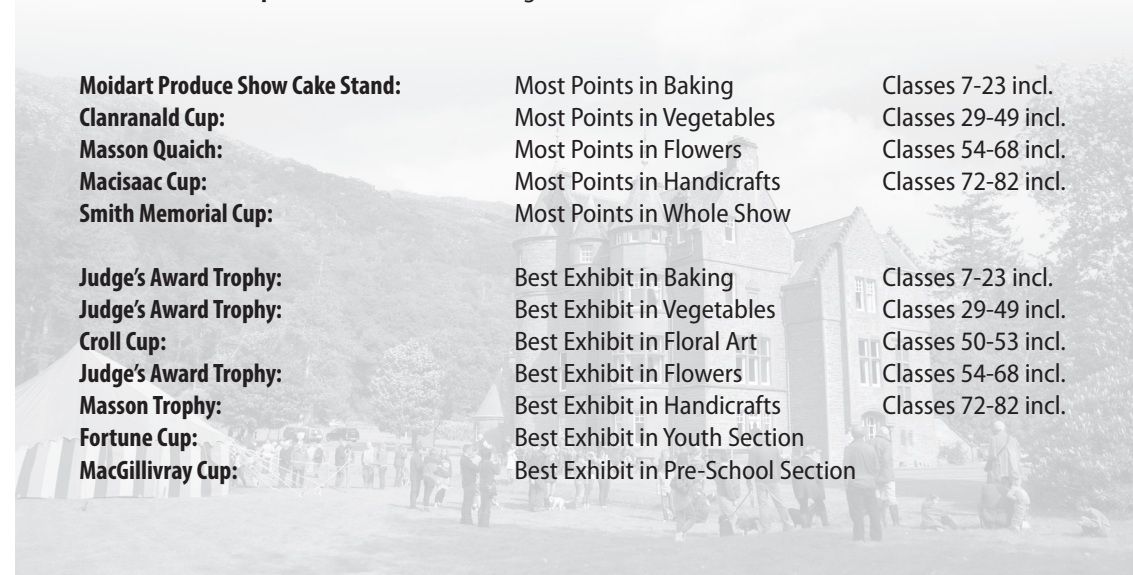 Moidart Produce Show Cake Stand: Most Points in Baking Classes 7-23 incl.
Clanranald Cup: Most Points in Vegetables Classes 29-49 incl.
Masson Quaich: Most Points in Flowers Classes 54-68 incl.
Macisaac Cup: Most Points in Handicrafts Classes 72-82 incl.
Smith Memorial Cup: Most Points in Whole Show
Judge’s Award Trophy: Best Exhibit in Baking Classes 7-23 incl.
Judge’s Award Trophy: Best Exhibit in Vegetables Classes 29-49 incl.
Croll Cup: Best Exhibit in Floral Art Classes 50-53 incl.
Judge’s Award Trophy: Best Exhibit in Flowers Classes 54-68 incl.
Masson Trophy: Best Exhibit in Handicrafts Classes 72-82 incl.
Fortune Cup: Best Exhibit in Youth Section
MacGillivray Cup: Best Exhibit in Pre-School Section